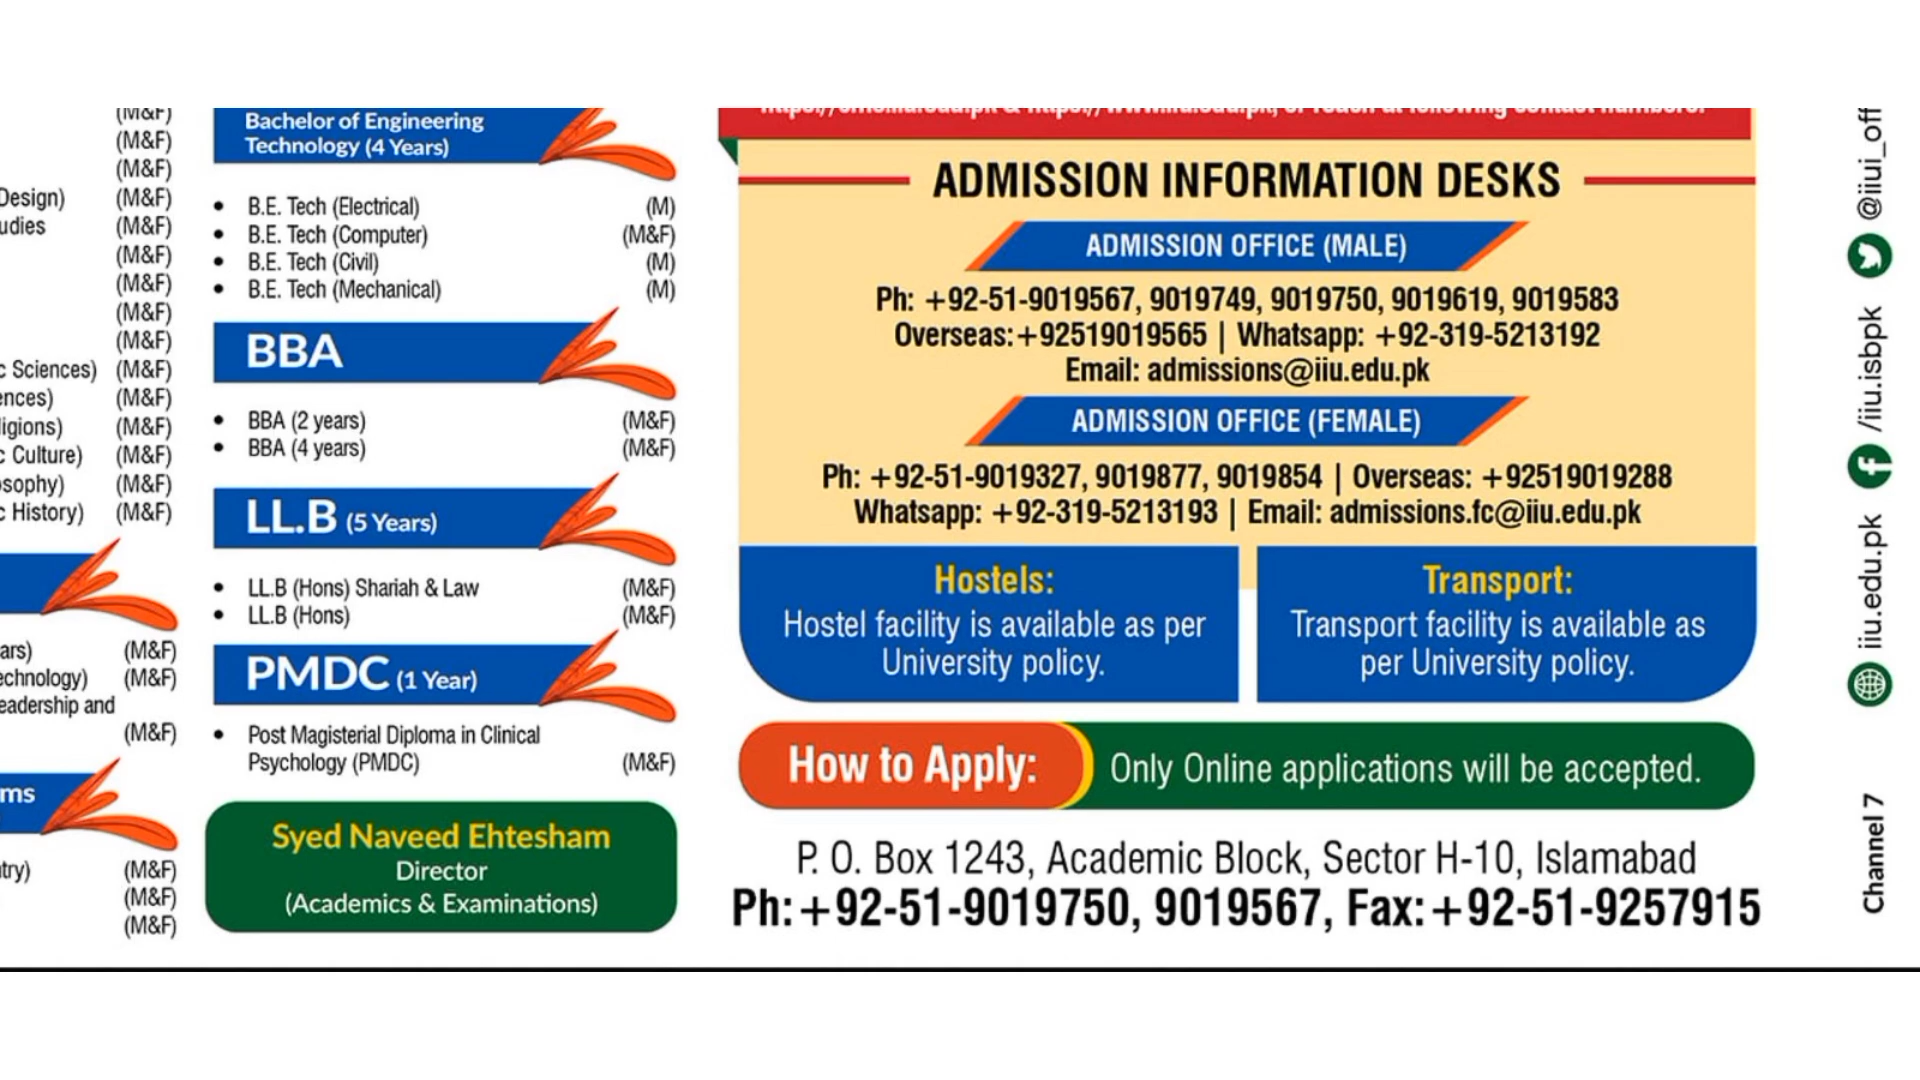 (M&F)
(M&F)
(M&F)
Design) (M&F)
udies (M&F)
(M&F)
(M&F)
(M&F)
(M&F)
c Sciences) (M&F)
ences) (M&F)
ligions) (M&F)
c Culture) (M&F)
osophy) (M&F)
c History) (M&F)
ars) (M&F)
echnology) (M&F)
eadership and
(M&F)
ms
try) (M&F)
(M&F)
(M&F)
Bachelor of Engineering
Technology (4 Years)
• B.E. Tech (Electrical) (M)
• B.E. Tech (Computer) (M&F)
• B.E. Tech (Civil) (M)
• B.E. Tech (Mechanical) (M)
BBA
• BBA (2 years) (M&F)
• BBA (4 years) (M&F)
LL.B (5 Years)
• LL.B (Hons) Shariah & Law (M&F)
• LL.B (Hons) (M&F)
PMDC (1 Year)
• Post Magisterial Diploma in Clinical
Psychology (PMDC) (M&F)
Syed Naveed Ehtesham
Director
(Academics & Examinations)
or reach at following contact numbers.
ADMISSION INFORMATION DESKS
ADMISSION OFFICE (MALE)
Ph: +92-51-9019567, 9019749, 9019750, 9019619, 9019583
Overseas:+92519019565 | Whatsapp: +92-319-5213192
Email: admissions@iiu.edu.pk
ADMISSION OFFICE (FEMALE)
Ph: +92-51-9019327, 9019877, 9019854 | Overseas: +92519019288
Whatsapp: +92-319-5213193 | Email: admissions.fc@iiu.edu.pk
Hostels:
Hostel facility is available as per
University policy.
Transport:
Transport facility is available as
per University policy.
How to Apply: Only Online applications will be accepted.
P. O. Box 1243, Academic Block, Sector H-10, Islamabad
Ph:+92-51-9019750, 9019567, Fax:+92-51-9257915
@iiui_off
/iiu.isbpk
iiu.edu.pk
Channel 7